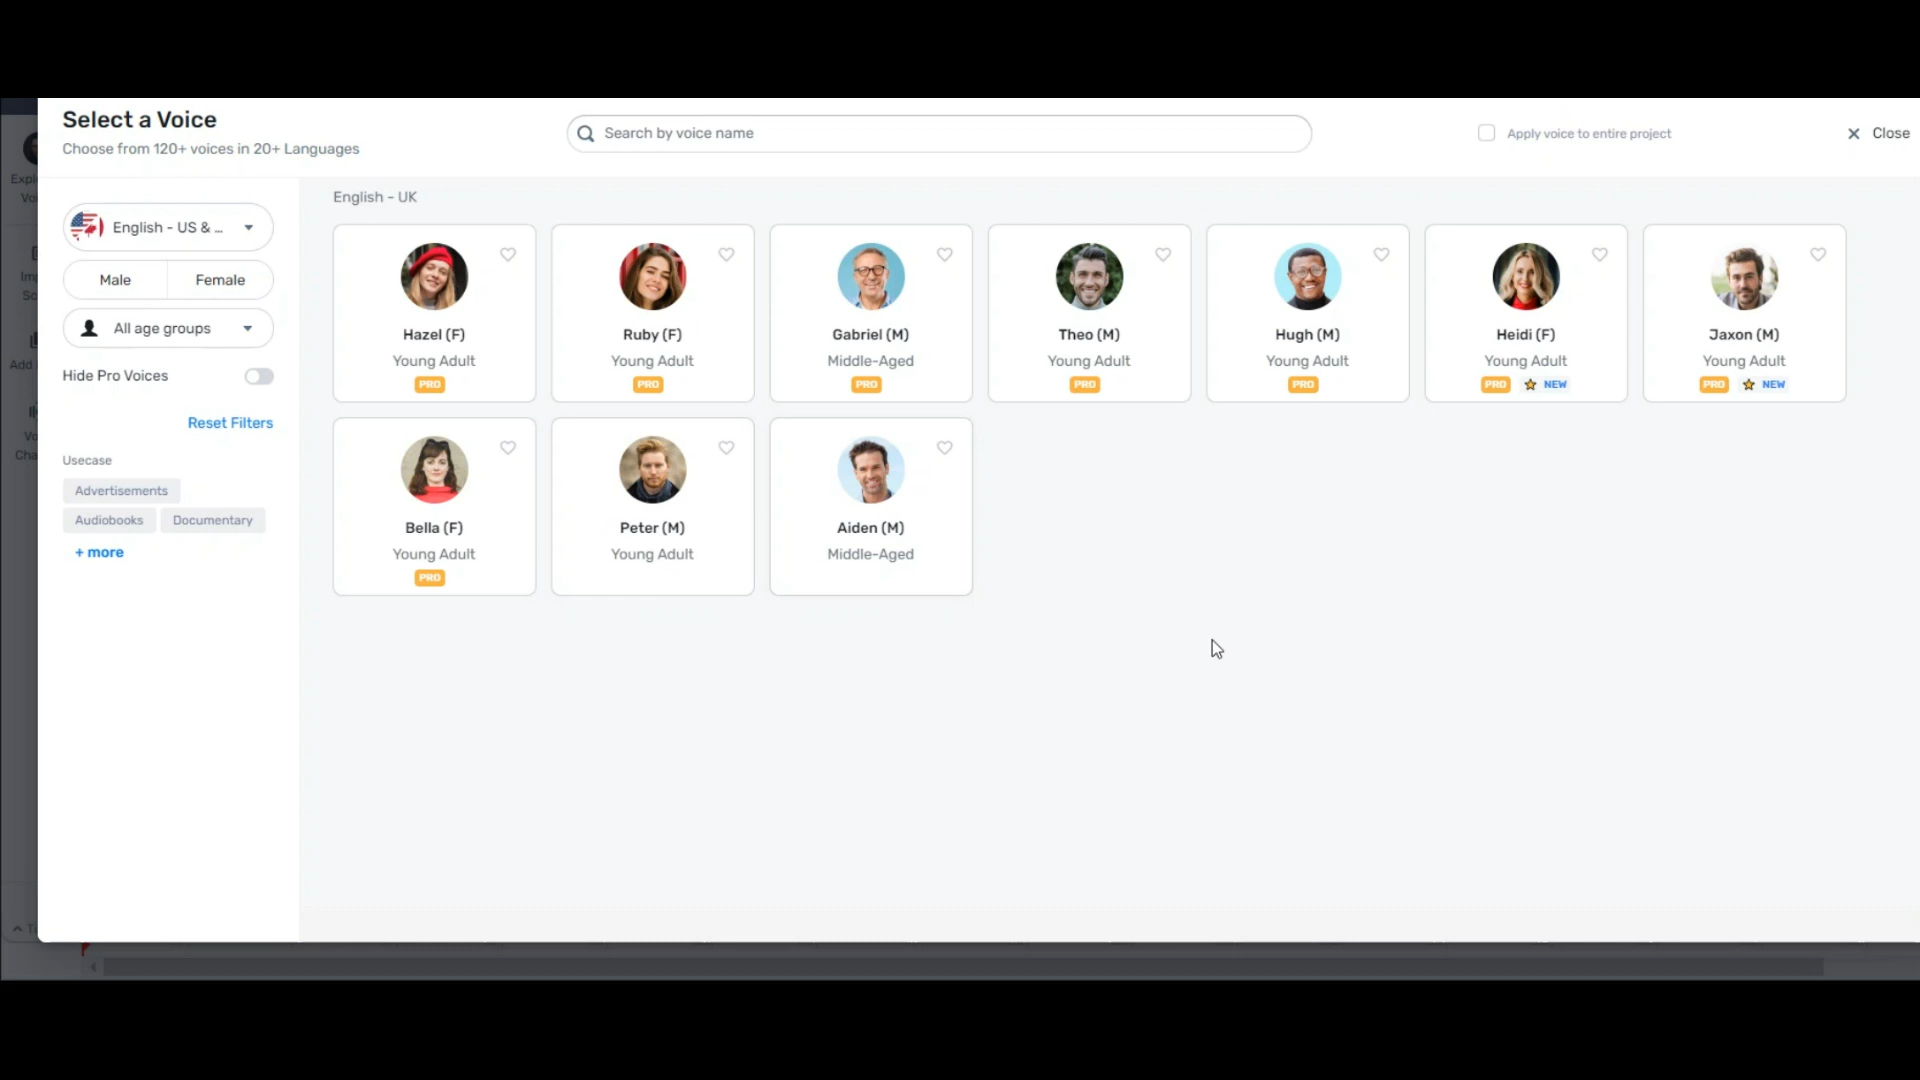 Select a Voice
Choose from 120+ voices in 20+ Languages
Search by voice name
Apply voice to entire project
Close
English - US & ...
Male
Female
All age groups
Hide Pro Voices
Reset Filters
Usecase
Advertisements
Audiobooks
Documentary
+ more
English - UK
Hazel (F)
Young Adult
PRO
Ruby (F)
Young Adult
PRO
Gabriel (M)
Middle-Aged
PRO
Theo (M)
Young Adult
PRO
Hugh (M)
Young Adult
PRO
Heidi (F)
Young Adult
PRO
NEW
Jaxon (M)
Young Adult
PRO
NEW
Bella (F)
Young Adult
PRO
Peter (M)
Young Adult
Aiden (M)
Middle-Aged
Add